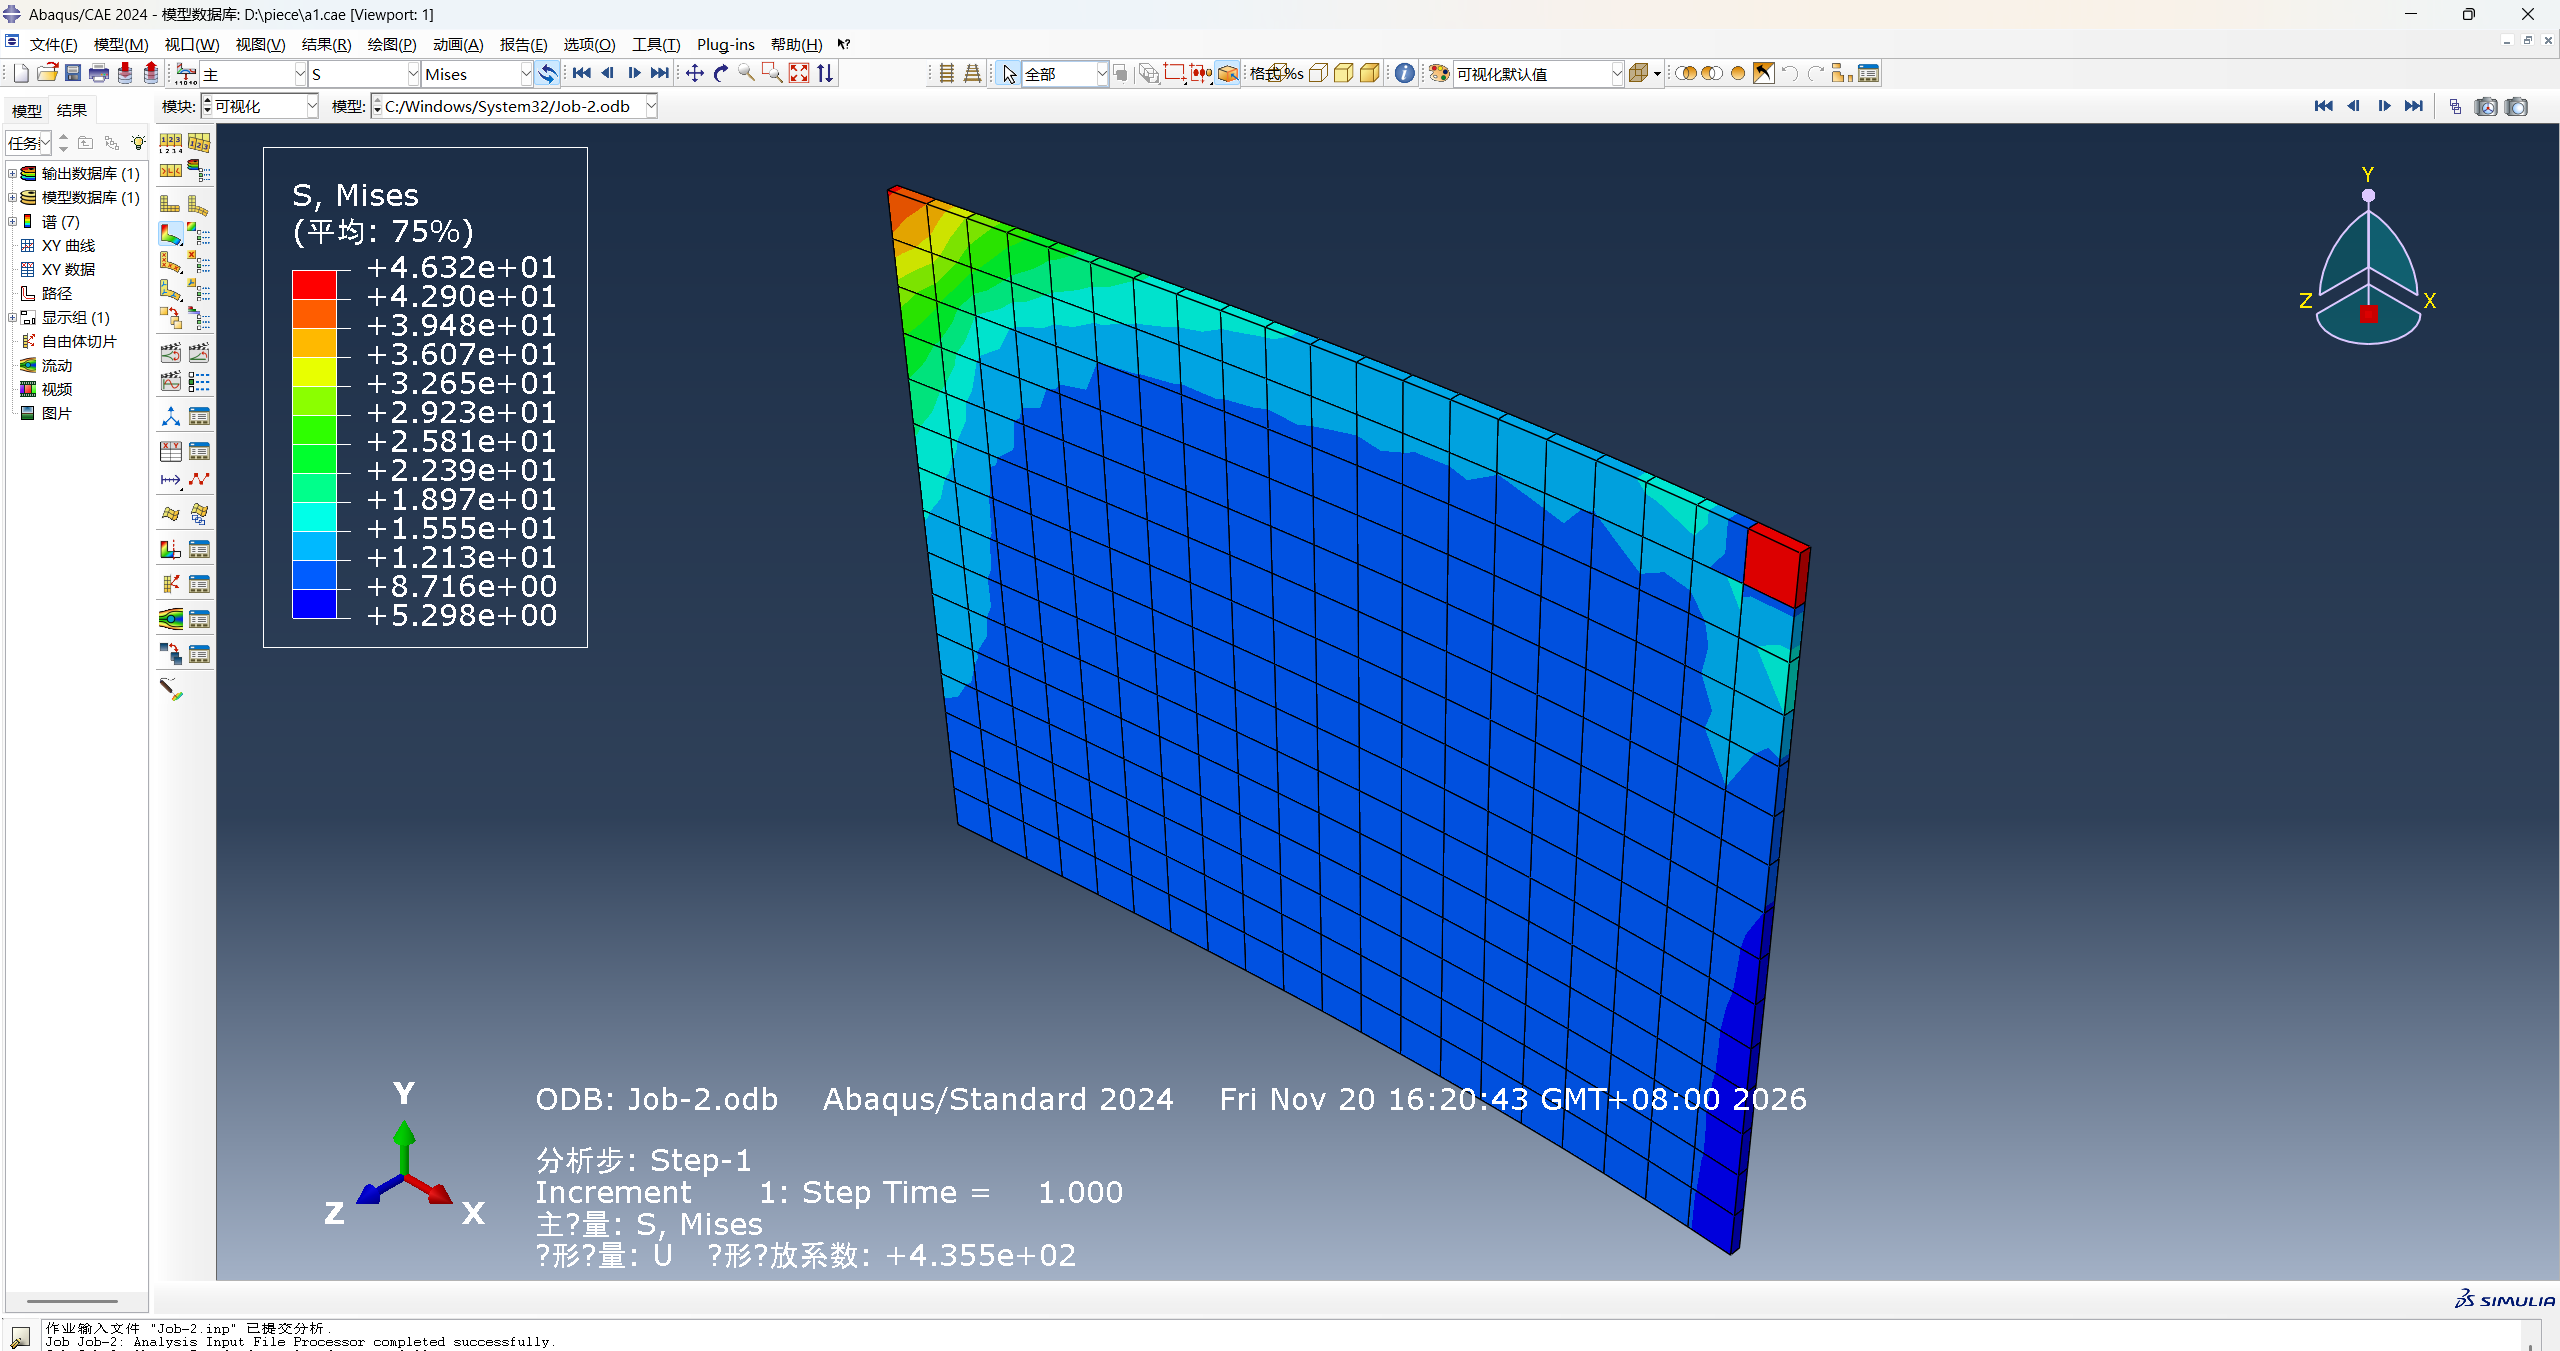 Abaqus/CAE 2024 - 模型数据库: D:\piece\a1.cae [Viewport: 1]
文件(F) 模型(M) 视口(W) 视图(V) 结果(R) 绘图(P) 动画(A) 报告(E) 选项(O) 工具(T) Plug-ins 帮助(H)
主 S Mises 全部 格式%s 可视化默认值
模型 结果 模块: 可视化 模型: C:/Windows/System32/Job-2.odb
任务
输出数据库 (1)
模型数据库 (1)
谱 (7)
XY 曲线
XY 数据
路径
显示组 (1)
自由体切片
流动
视频
图片
S, Mises
(平均: 75%)
+4.632e+01
+4.290e+01
+3.948e+01
+3.607e+01
+3.265e+01
+2.923e+01
+2.581e+01
+2.239e+01
+1.897e+01
+1.555e+01
+1.213e+01
+8.716e+00
+5.298e+00
Y
Z X
Y
Z X
ODB: Job-2.odb Abaqus/Standard 2024 Fri Nov 20 16:20:43 GMT+08:00 2026
分析步: Step-1
Increment 1: Step Time = 1.000
主?量: S, Mises
?形?量: U ?形?放系数: +4.355e+02
SIMULIA
作业输入文件 "Job-2.inp" 已提交分析.
Job Job-2: Analysis Input File Processor completed successfully.